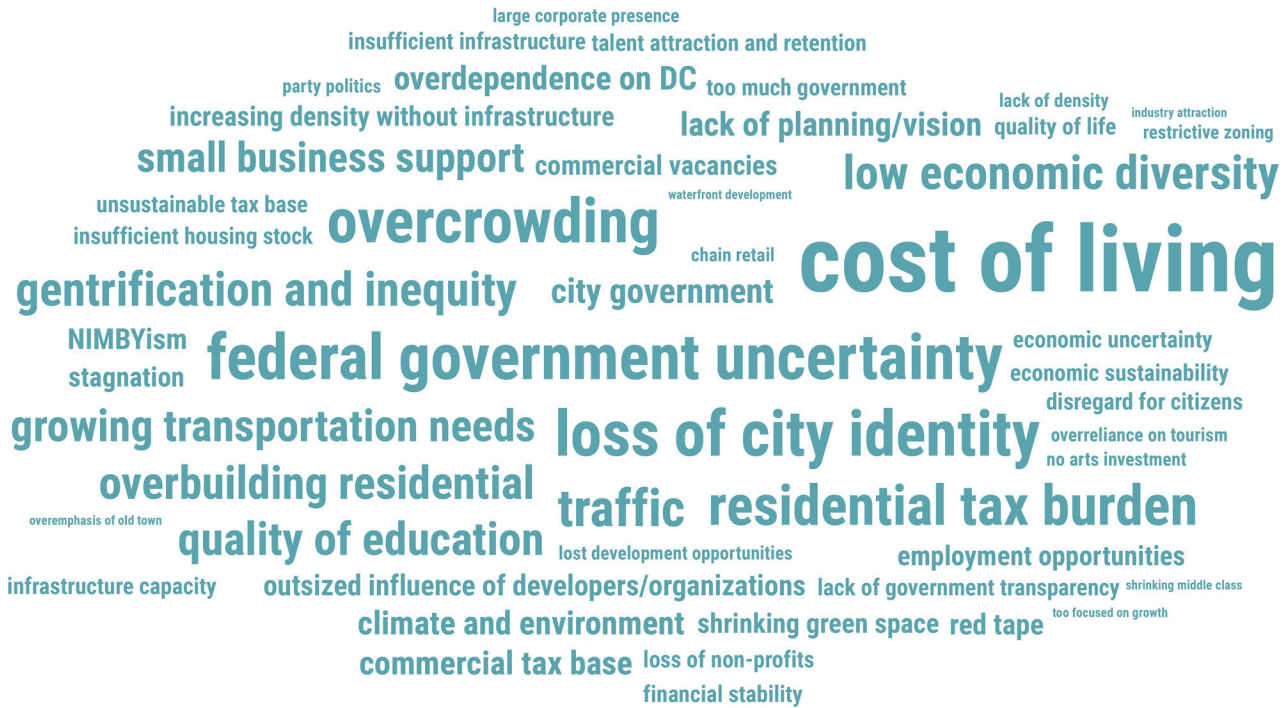 large corporate presence
insufficient infrastructure talent attraction and retention
party politics overdependence on DC too much government
lack of density
industry attraction
increasing density without infrastructure lack of planning/vision quality of life restrictive zoning
small business support commercial vacancies low economic diversity
waterfront development
unsustainable tax base
overcrowding
insufficient housing stock
chain retail
cost of living
gentrification and inequity city government
NIMBYism
federal government uncertainty
economic uncertainty
stagnation
economic sustainability
disregard for citizens
growing transportation needs loss of city identity
overreliance on tourism
no arts investment
overbuilding residential
traffic residential tax burden
overemphasis of old town
quality of education lost development opportunities employment opportunities
infrastructure capacity outsized influence of developers/organizations lack of government transparency shrinking middle class
too focused on growth
climate and environment shrinking green space red tape
commercial tax base loss of non-profits
financial stability